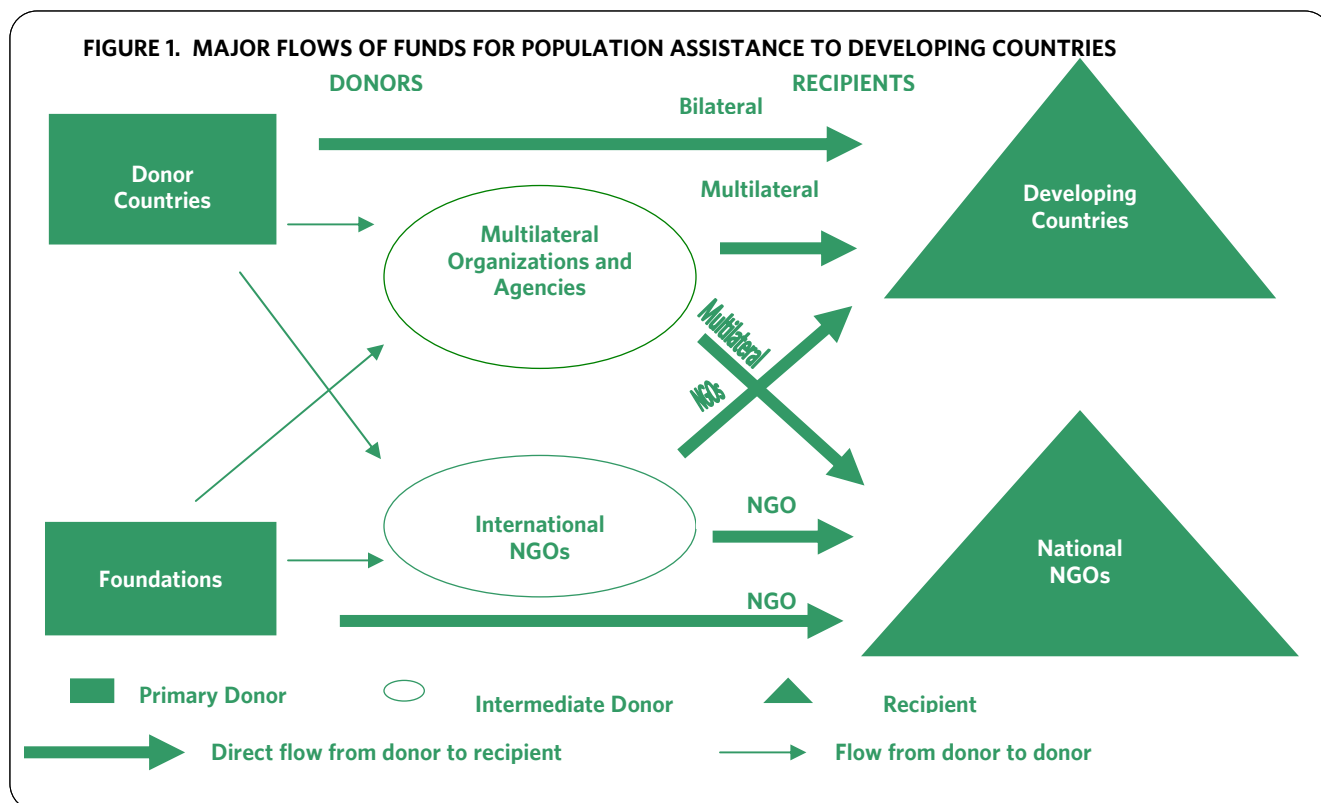 FIGURE 1. MAJOR FLOWS OF FUNDS FOR POPULATION ASSISTANCE TO DEVELOPING COUNTRIES
DONORS
RECIPIENTS
Bilateral
Donor
Countries
Multilateral
Developing
Countries
Multilateral
Organizations and
Agencies
Multilateral
NGOs
International
NGOs
NGO
National
NGOs
Foundations
NGO
Primary Donor
Intermediate Donor
Recipient
Direct flow from donor to recipient
Flow from donor to donor